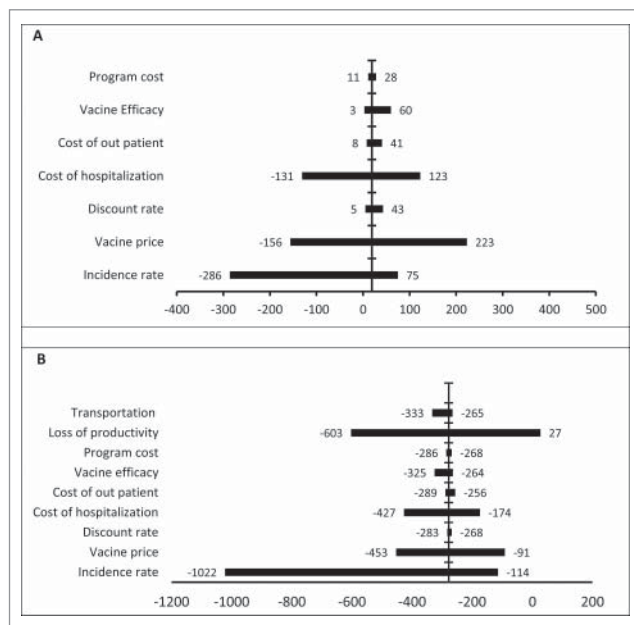 A
Program cost 11 28
Vacine Efficacy 3 60
Cost of out patient 8 41
Cost of hospitalization -131 123
Discount rate 5 43
Vacine price -156 223
Incidence rate -286 75
-400 -300 -200 -100 0 100 200 300 400 500
B
Transportation -333 -265
Loss of productivity -603 27
Program cost -286 -268
Vacine efficacy -325 -264
Cost of out patient -289 -256
Cost of hospitalization -427 -174
Discount rate -283 -268
Vacine price -453 -91
Incidence rate -1022 -114
-1200 -1000 -800 -600 -400 -200 0 200